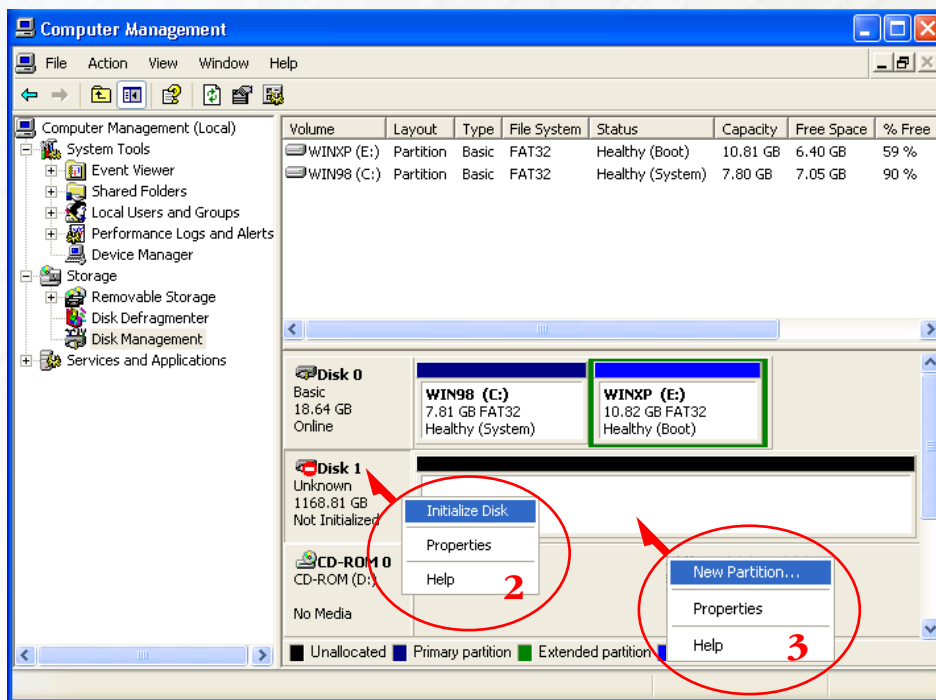 Computer Management
File Action View Window Help
Computer Management (Local)
System Tools
Event Viewer
Shared Folders
Local Users and Groups
Performance Logs and Alerts
Device Manager
Storage
Removable Storage
Disk Defragmenter
Disk Management
Services and Applications
Volume Layout Type File System Status Capacity Free Space % Free
WINXP (E:) Partition Basic FAT32 Healthy (Boot) 10.81 GB 6.40 GB 59 %
WIN98 (C:) Partition Basic FAT32 Healthy (System) 7.80 GB 7.05 GB 90 %
Disk 0
Basic
18.64 GB
Online
WIN98 (C:)
7.81 GB FAT32
Healthy (System)
WINXP (E:)
10.82 GB FAT32
Healthy (Boot)
Disk 1
Unknown
1168.81 GB
Not Initialized
Initialize Disk
Properties
Help
2
CD-ROM 0
CD-ROM (D:)
No Media
New Partition...
Properties
Help
3
Unallocated Primary partition Extended partition